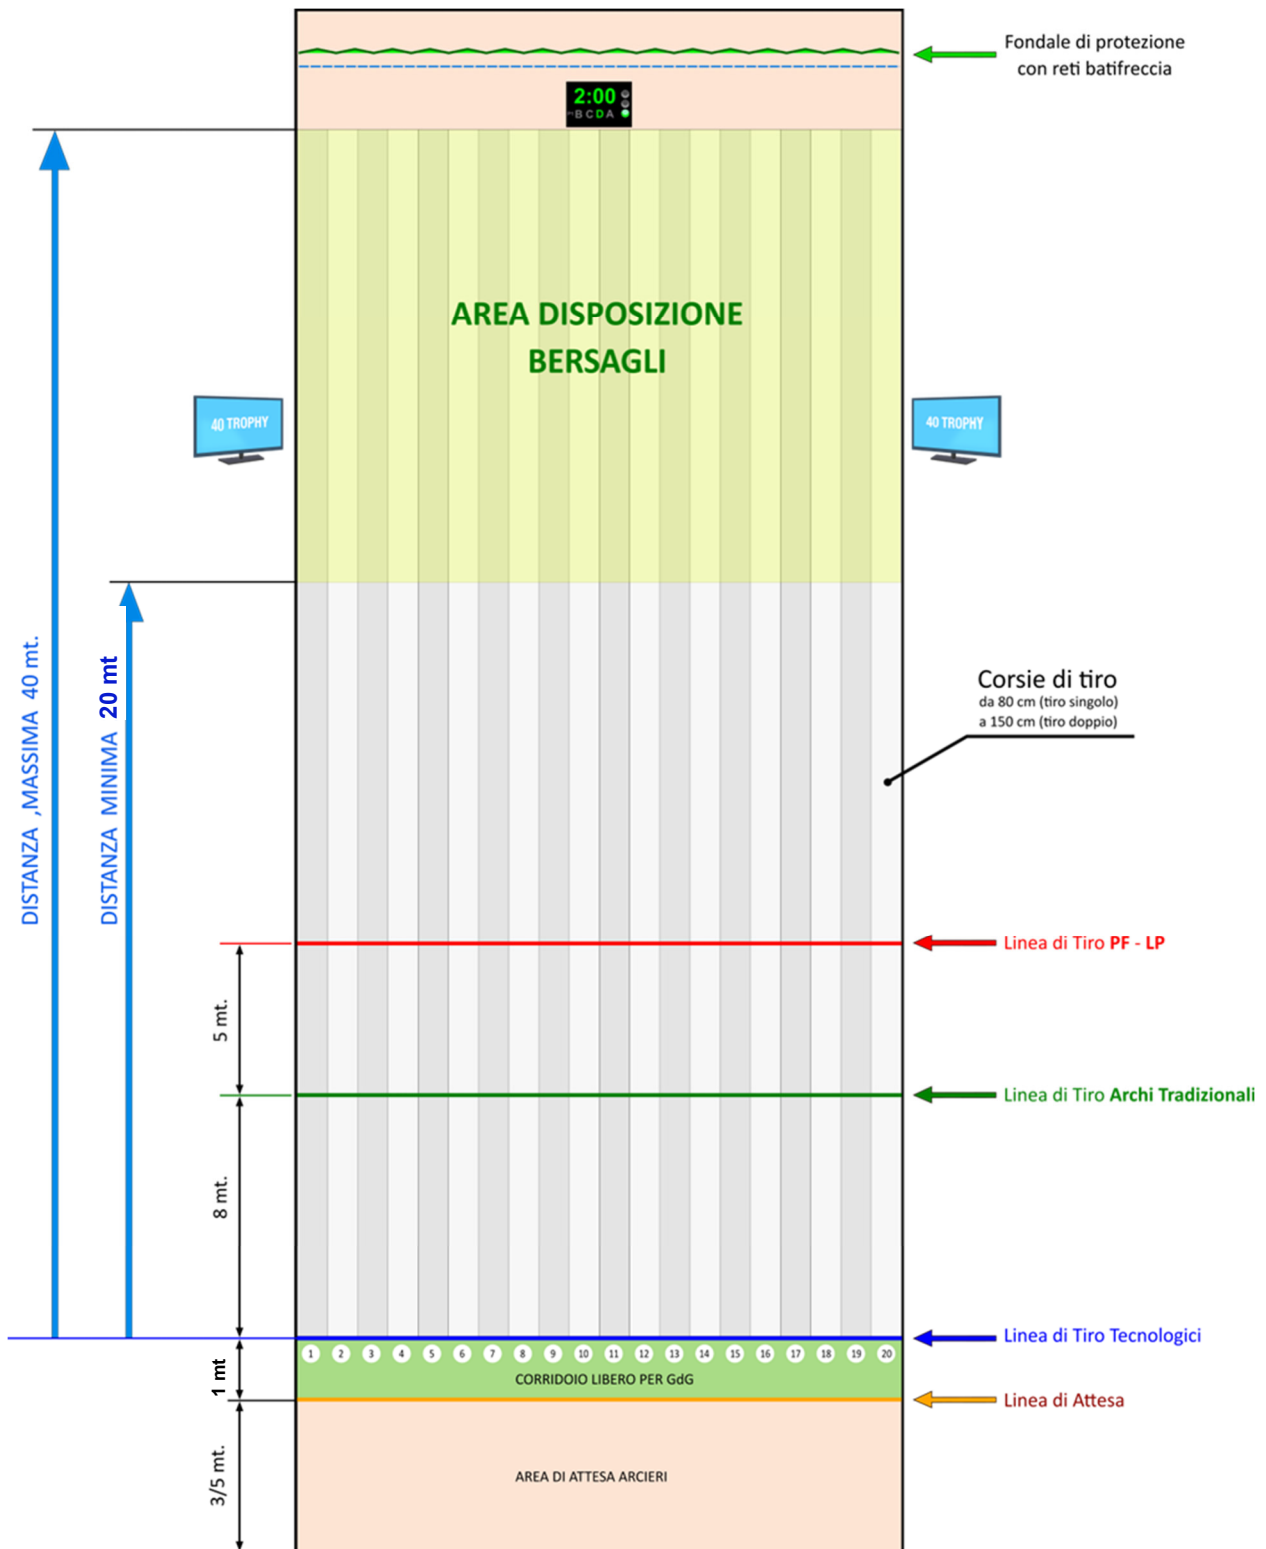 Fondale di protezione
con reti batifreccia
2:00
B C D A
AREA DISPOSIZIONE
BERSAGLI
40 TROPHY
40 TROPHY
DISTANZA ,MASSIMA 40 mt.
DISTANZA MINIMA 20 mt
Corsie di tiro
da 80 cm (tiro singolo)
a 150 cm (tiro doppio)
Linea di Tiro PF - LP
5 mt.
Linea di Tiro Archi Tradizionali
8 mt.
Linea di Tiro Tecnologici
1 2 3 4 5 6 7 8 9 10 11 12 13 14 15 16 17 18 19 20
1 mt
CORRIDOIO LIBERO PER GdG
Linea di Attesa
3/5 mt.
AREA DI ATTESA ARCIERI